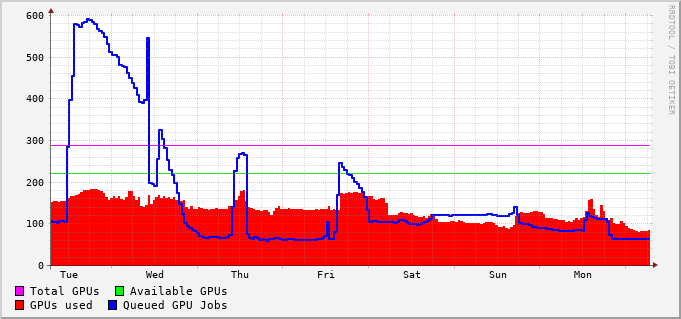 600
500
400
300
200
100
0
Tue Wed Thu Fri Sat Sun Mon
Total GPUs Available GPUs
GPUs used Queued GPU Jobs
RRDTOOL / TOBI OETIKER